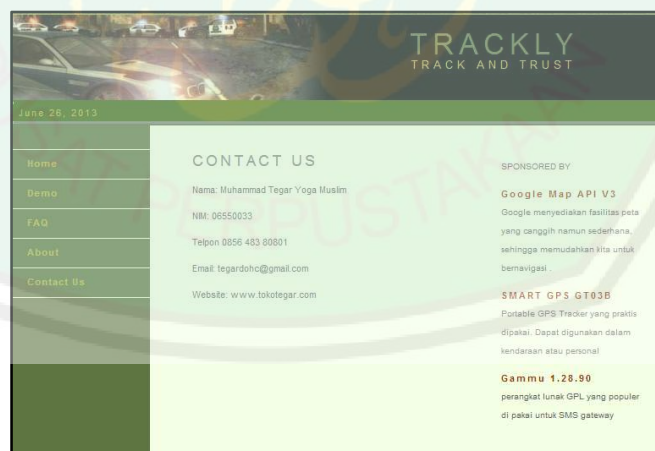 TRACKLY
TRACK AND TRUST
June 26, 2013
Home
Demo
FAQ
About
Contact Us
CONTACT US
Nama: Muhammad Tegar Yoga Muslim
NIM: 06550033
Telpon 0856 483 80801
Email: tegardohc@gmail.com
Website: www.tokotegar.com
SPONSORED BY
Google Map API V3
Google menyediakan fasilitas peta
yang canggih namun sederhana,
sehingga memudahkan kita untuk
bernavigasi .
SMART GPS GT03B
Portable GPS Tracker yang praktis
dipakai. Dapat digunakan dalam
kendaraan atau personal
Gammu 1.28.90
perangkat lunak GPL yang populer
di pakai untuk SMS gateway
AT PERPUSTAKAAN